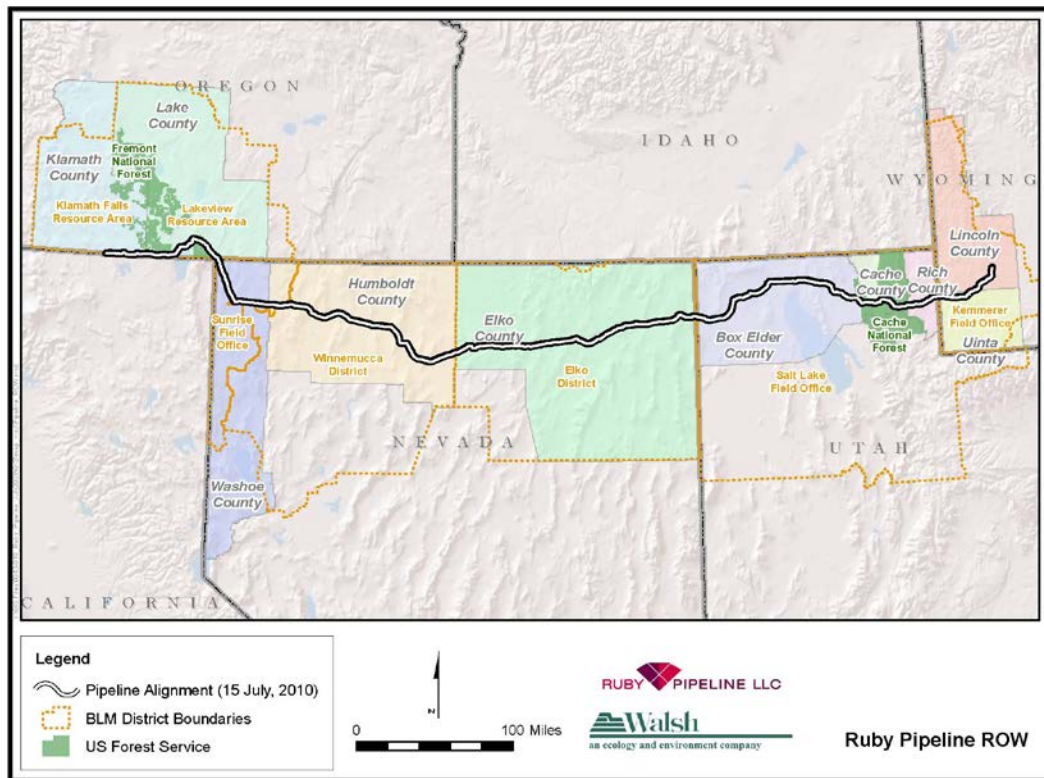 OREGON
Lake
County
IDAHO
Klamath
County
Fremont
National
Forest
WYOMING
Klamath Falls
Resource Area
Lakeview
Resource Area
Lincoln
County
Humboldt
County
Cache
County
Rich
County
Sunrise
Field
Office
Elko
County
Kemmerer
Field Office
Box Elder
County
Cache
National
Forest
Uinta
County
Winnemucca
District
Elko
District
Salt Lake
Field Office
NEVADA
UTAH
Washoe
County
CALIFORNIA
Legend
Pipeline Alignment (15 July, 2010)
BLM District Boundaries
US Forest Service
N
0 100 Miles
RUBY PIPELINE LLC
Walsh
an ecology and environment company
Ruby Pipeline ROW